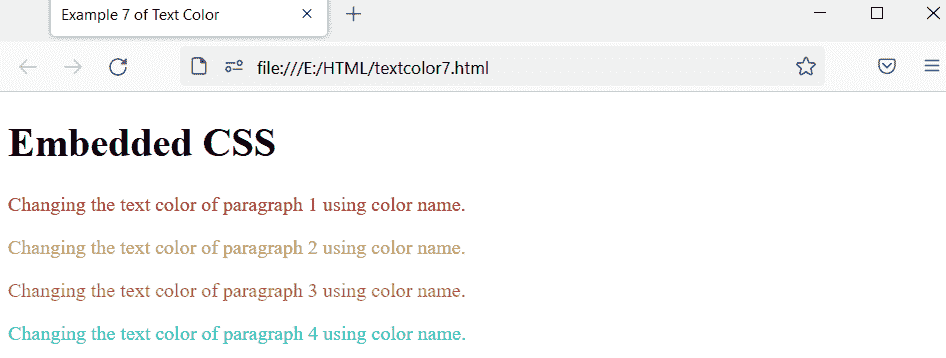 Example 7 of Text Color
file:///E:/HTML/textcolor7.html
Embedded CSS
Changing the text color of paragraph 1 using color name.
Changing the text color of paragraph 2 using color name.
Changing the text color of paragraph 3 using color name.
Changing the text color of paragraph 4 using color name.